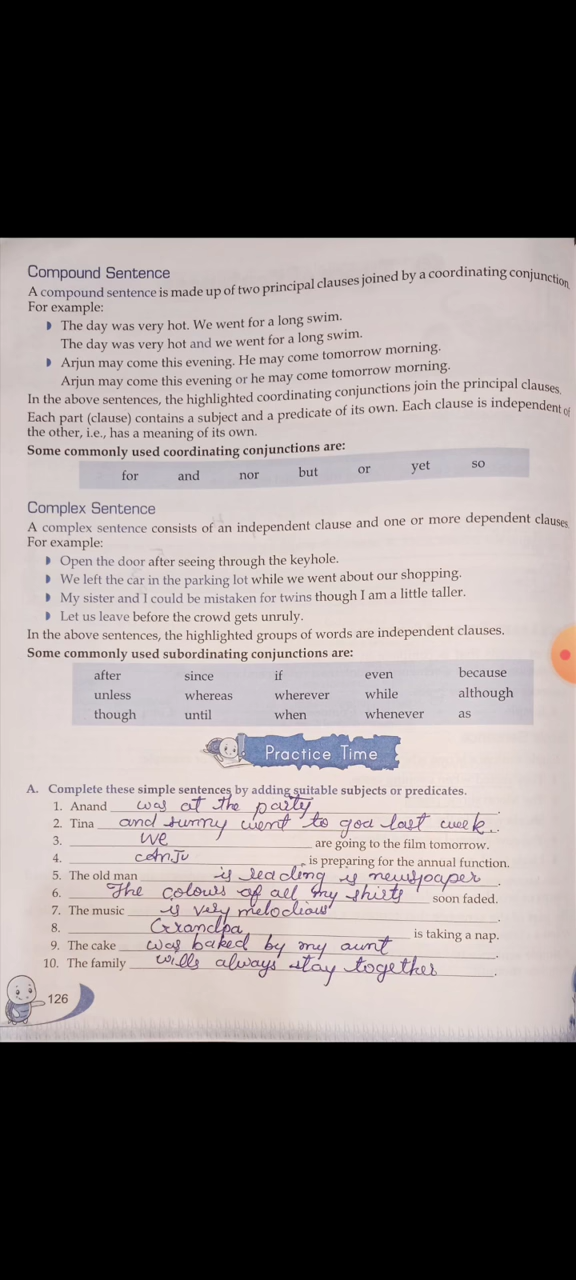 Compound Sentence
A compound sentence is made up of two principal clauses joined by a coordinating conjunction
For example:
The day was very hot. We went for a long swim.
The day was very hot and we went for a long swim.
Arjun may come this evening. He may come tomorrow morning.
Arjun may come this evening or he may come tomorrow morning.
In the above sentences, the highlighted coordinating conjunctions join the principal clauses.
Each part (clause) contains a subject and a predicate of its own. Each clause is independent of
the other, i.e., has a meaning of its own.
Some commonly used coordinating conjunctions are:
for and nor but or yet so
Complex Sentence
A complex sentence consists of an independent clause and one or more dependent clauses.
For example:
Open the door after seeing through the keyhole.
We left the car in the parking lot while we went about our shopping.
My sister and I could be mistaken for twins though I am a little taller.
Let us leave before the crowd gets unruly.
In the above sentences, the highlighted groups of words are independent clauses.
Some commonly used subordinating conjunctions are:
after since if even because
unless whereas wherever while although
though until when whenever as
Practice Time
A. Complete these simple sentences by adding suitable subjects or predicates.
1. Anand was at the party.
2. Tina and sunny went to goa last week.
3. We are going to the film tomorrow.
4. is preparing for the annual function.
5. The old man is reading is newspaper
6. The colours of all my shirts soon faded.
7. The music is very melodious.
8. Grandpa is taking a nap.
9. The cake was baked by my aunt.
10. The family wills always stay together.
126